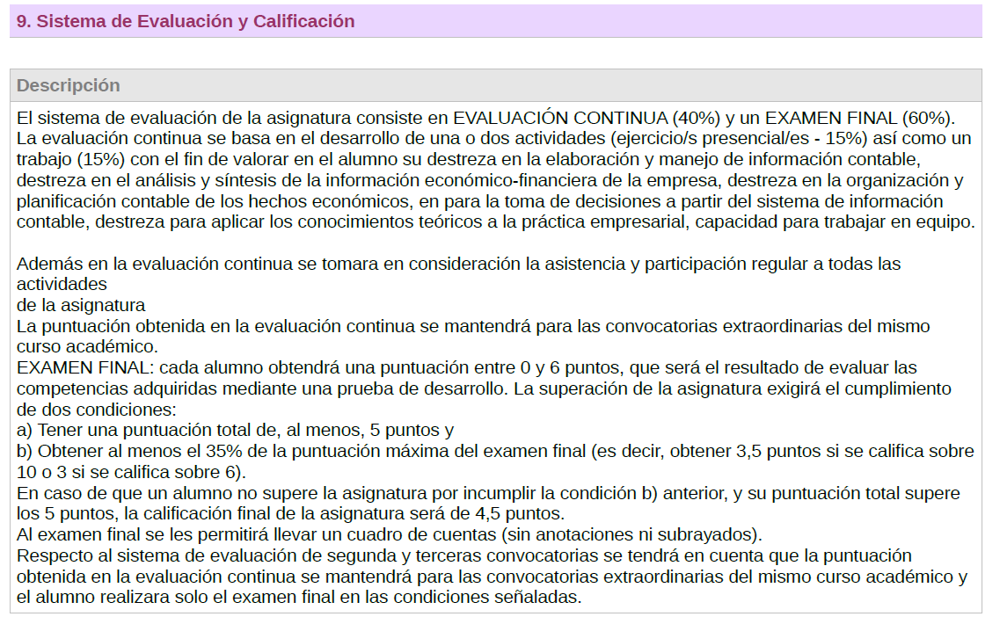 9. Sistema de Evaluación y Calificación
Descripción
El sistema de evaluación de la asignatura consiste en EVALUACIÓN CONTINUA (40%) y un EXAMEN FINAL (60%).
La evaluación continua se basa en el desarrollo de una o dos actividades (ejercicio/s presencial/es - 15%) así como un
trabajo (15%) con el fin de valorar en el alumno su destreza en la elaboración y manejo de información contable,
destreza en el análisis y síntesis de la información económico-financiera de la empresa, destreza en la organización y
planificación contable de los hechos económicos, en para la toma de decisiones a partir del sistema de información
contable, destreza para aplicar los conocimientos teóricos a la práctica empresarial, capacidad para trabajar en equipo.
Además en la evaluación continua se tomara en consideración la asistencia y participación regular a todas las
actividades
de la asignatura
La puntuación obtenida en la evaluación continua se mantendrá para las convocatorias extraordinarias del mismo
curso académico.
EXAMEN FINAL: cada alumno obtendrá una puntuación entre 0 y 6 puntos, que será el resultado de evaluar las
competencias adquiridas mediante una prueba de desarrollo. La superación de la asignatura exigirá el cumplimiento
de dos condiciones:
a) Tener una puntuación total de, al menos, 5 puntos y
b) Obtener al menos el 35% de la puntuación máxima del examen final (es decir, obtener 3,5 puntos si se califica sobre
10 o 3 si se califica sobre 6).
En caso de que un alumno no supere la asignatura por incumplir la condición b) anterior, y su puntuación total supere
los 5 puntos, la calificación final de la asignatura será de 4,5 puntos.
Al examen final se les permitirá llevar un cuadro de cuentas (sin anotaciones ni subrayados).
Respecto al sistema de evaluación de segunda y terceras convocatorias se tendrá en cuenta que la puntuación
obtenida en la evaluación continua se mantendrá para las convocatorias extraordinarias del mismo curso académico y
el alumno realizara solo el examen final en las condiciones señaladas.